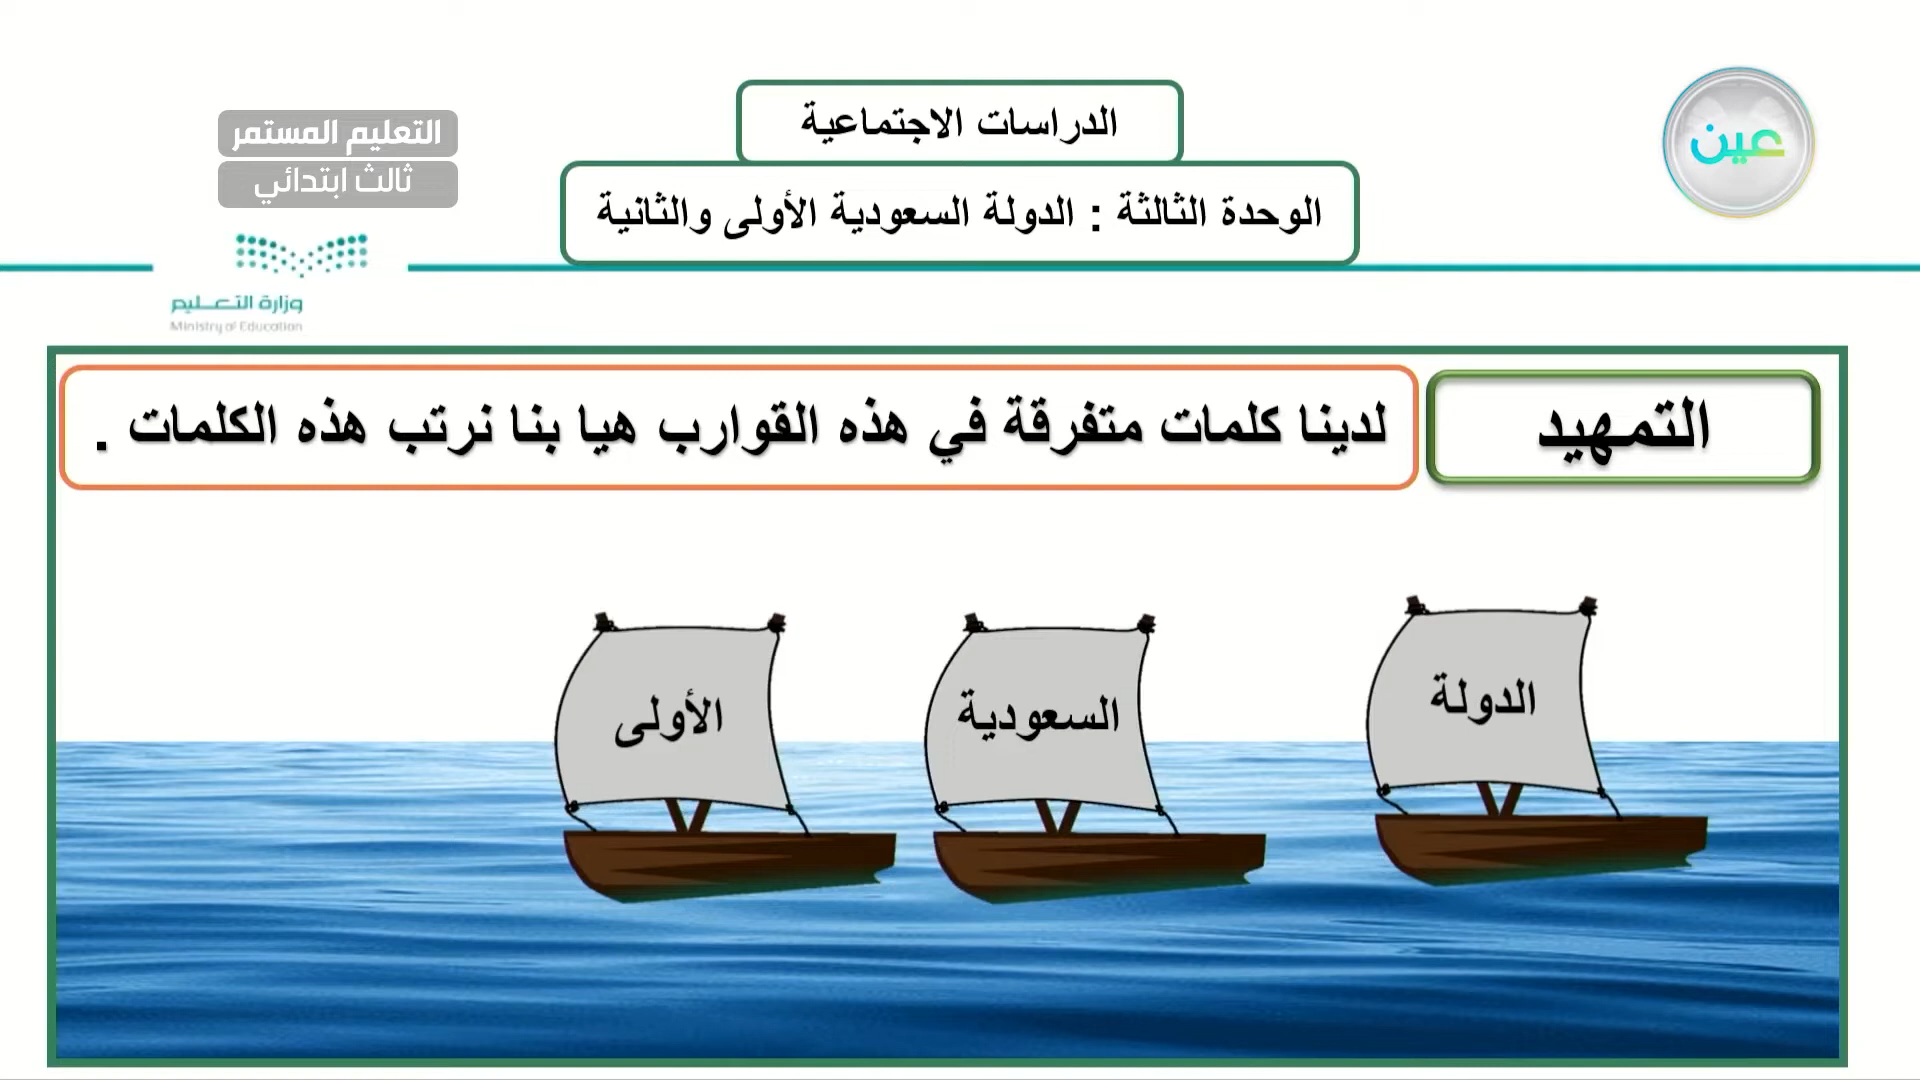 الدراسات الاجتماعية
عين
التعليم المستمر
ثالث ابتدائي
الوحدة الثالثة : الدولة السعودية الأولى والثانية
وزارة التعليم
Ministry of Education
التمهيد
لدينا كلمات متفرقة في هذه القوارب هيا بنا نرتب هذه الكلمات .
الدولة
السعودية
الأولى